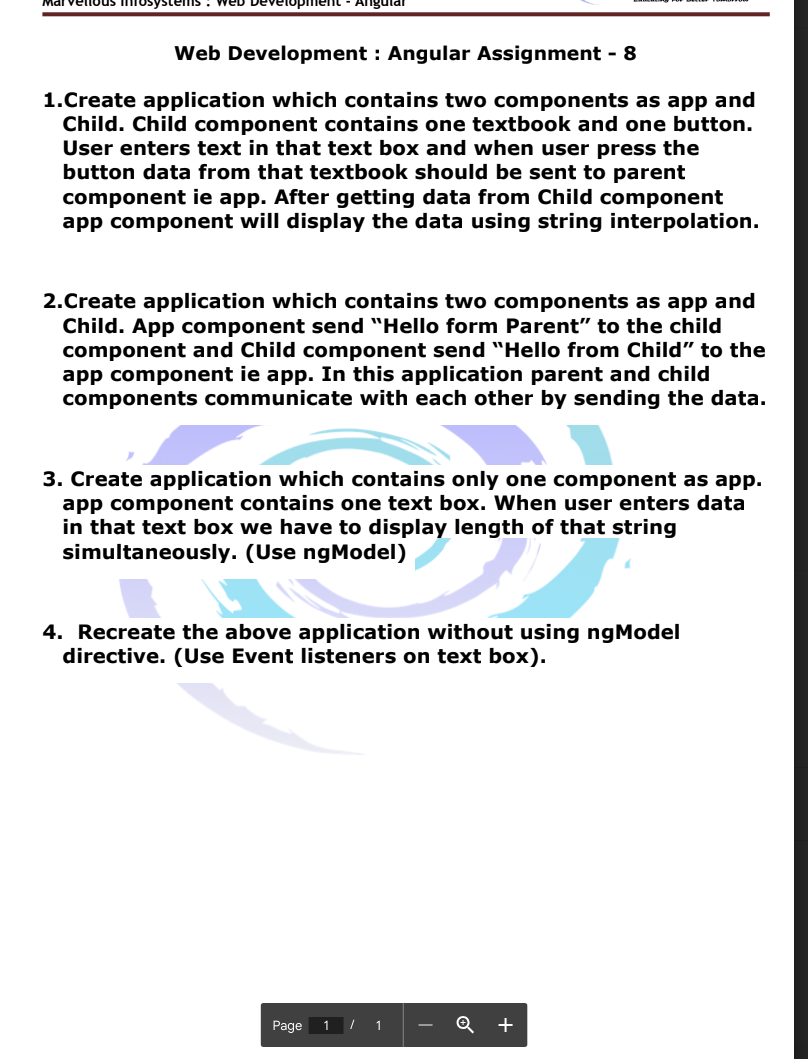 Marvellous Infosystems : Web Development - Angular
Web Development : Angular Assignment - 8
1.Create application which contains two components as app and
Child. Child component contains one textbook and one button.
User enters text in that text box and when user press the
button data from that textbook should be sent to parent
component ie app. After getting data from Child component
app component will display the data using string interpolation.
2.Create application which contains two components as app and
Child. App component send “Hello form Parent” to the child
component and Child component send “Hello from Child” to the
app component ie app. In this application parent and child
components communicate with each other by sending the data.
3. Create application which contains only one component as app.
app component contains one text box. When user enters data
in that text box we have to display length of that string
simultaneously. (Use ngModel)
4. Recreate the above application without using ngModel
directive. (Use Event listeners on text box).
Page 1 / 1